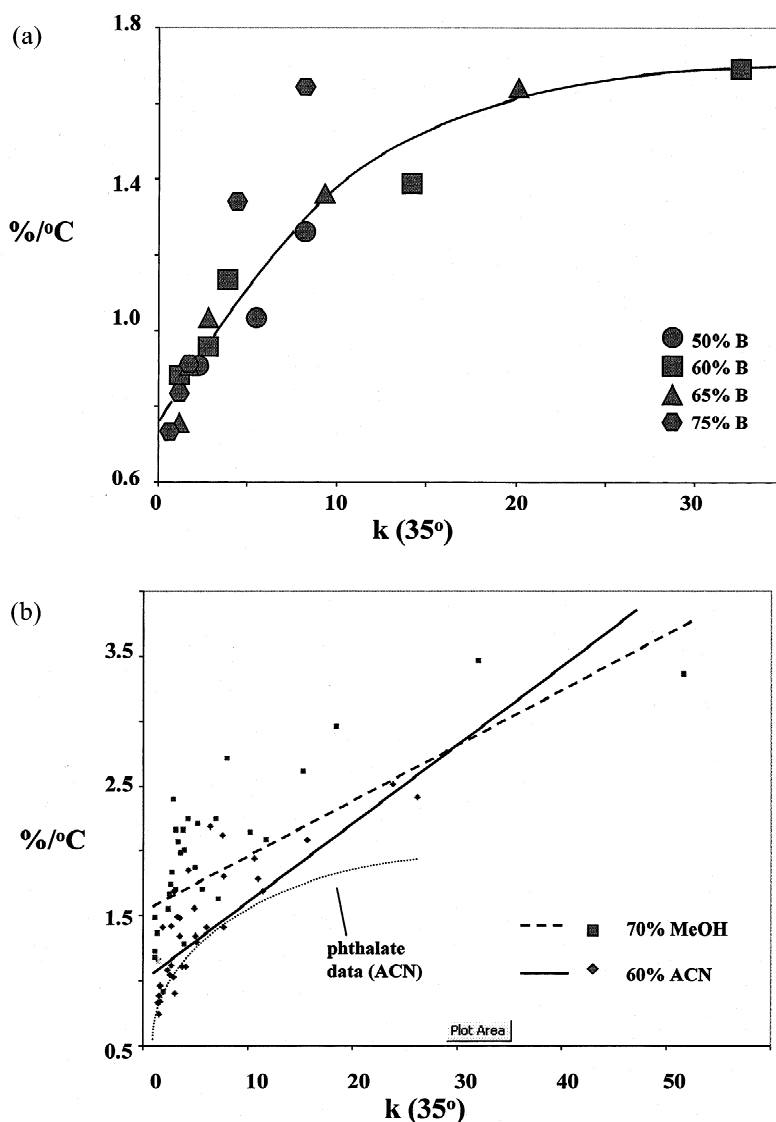 (a)
1.8
1.4
%/°C
1.0
0.6
50% B
60% B
65% B
75% B
0 10 20 30
k (35°)
(b)
3.5
2.5
%/°C
1.5
0.5
phthalate
data (ACN)
70% MeOH
60% ACN
Plot Area
0 10 20 30 40 50
k (35°)